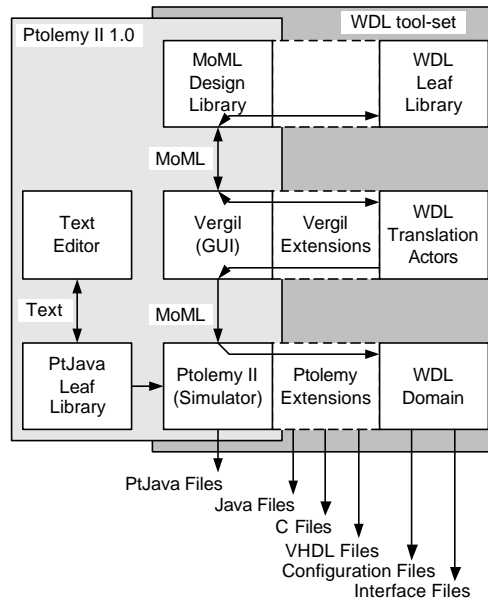 WDL tool-set
Ptolemy II 1.0
MoML
Design
Library
WDL
Leaf
Library
MoML
Text
Editor
Vergil
(GUI)
Vergil
Extensions
WDL
Translation
Actors
Text
MoML
PtJava
Leaf
Library
Ptolemy II
(Simulator)
Ptolemy
Extensions
WDL
Domain
PtJava Files
Java Files
C Files
VHDL Files
Configuration Files
Interface Files